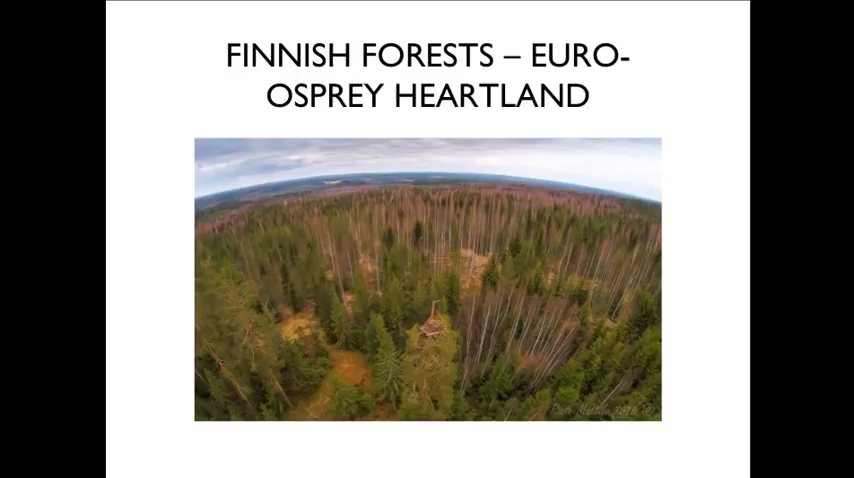 FINNISH FORESTS – EURO-
OSPREY HEARTLAND